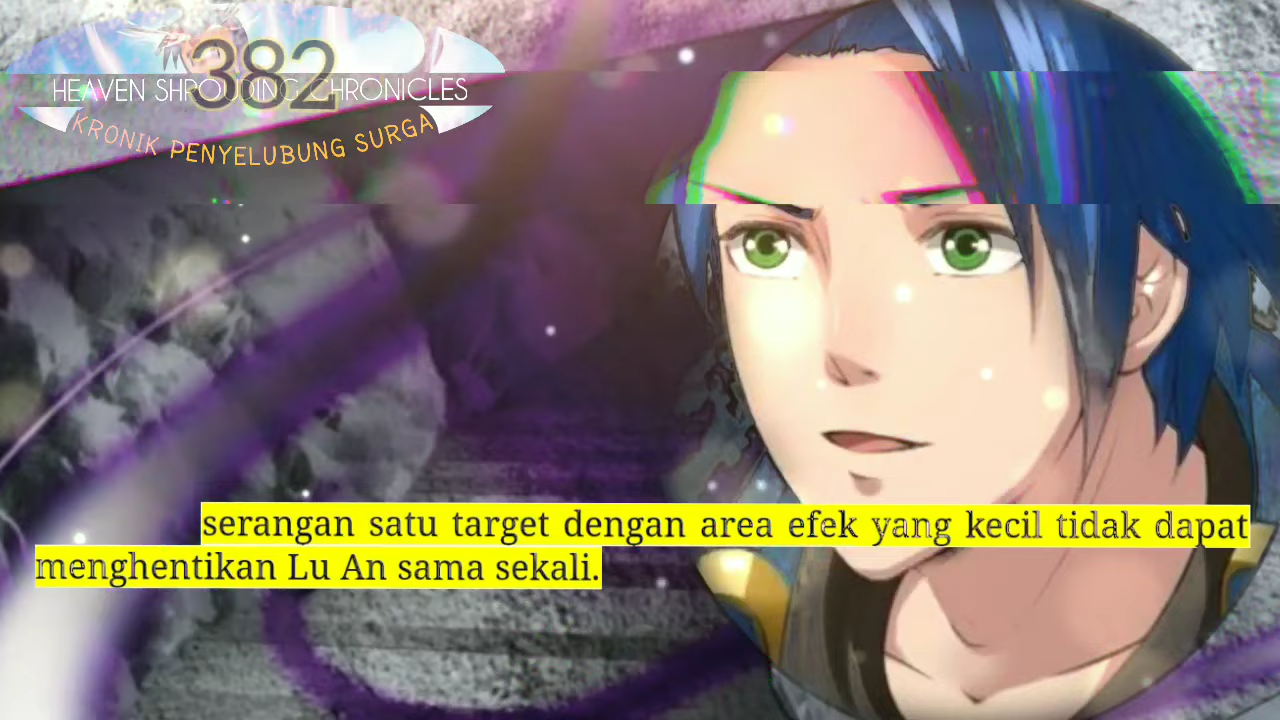 382
HEAVEN SHROUDING CHRONICLES
KRONIK PENYELUBUNG SURGA
serangan satu target dengan area efek yang kecil tidak dapat
menghentikan Lu An sama sekali.